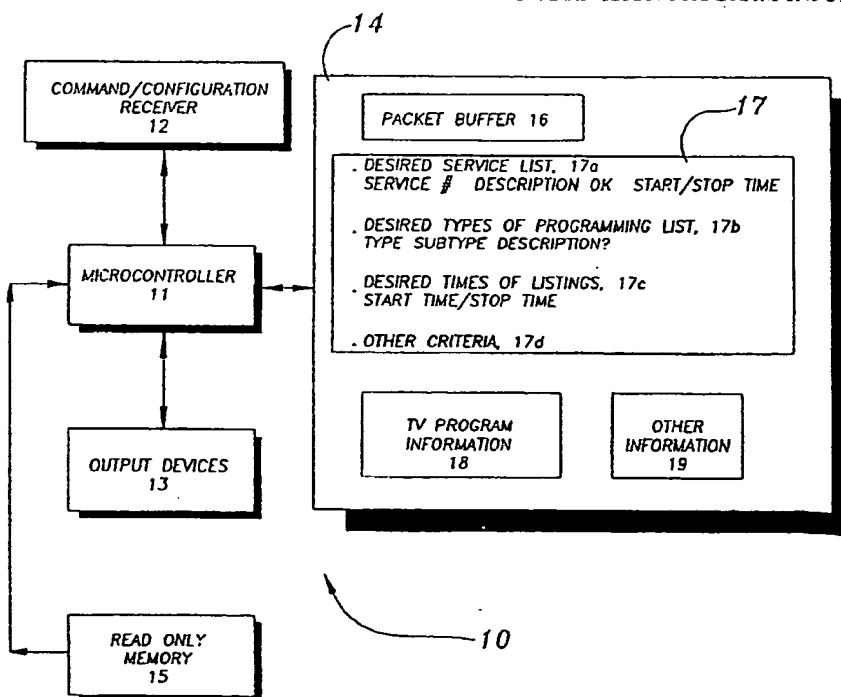 14
COMMAND/CONFIGURATION
RECEIVER
12
PACKET BUFFER 16
17
. DESIRED SERVICE LIST, 17a
SERVICE # DESCRIPTION OK START/STOP TIME
. DESIRED TYPES OF PROGRAMMING LIST, 17b
TYPE SUBTYPE DESCRIPTION?
MICROCONTROLLER
11
. DESIRED TIMES OF LISTINGS, 17c
START TIME/STOP TIME
. OTHER CRITERIA, 17d
TV PROGRAM
INFORMATION
18
OTHER
INFORMATION
19
OUTPUT DEVICES
13
READ ONLY
MEMORY
15
10